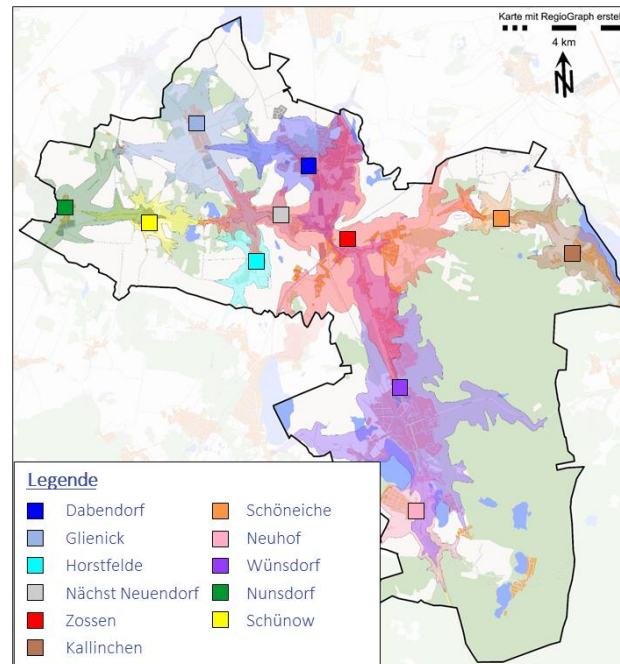 Karte mit RegioGraph erstel
4 km
N
Legende
Dabendorf
Glienick
Horstfelde
Nächst Neuendorf
Zossen
Kallinchen
Schöneiche
Neuhof
Wünsdorf
Nunsdorf
Schünow